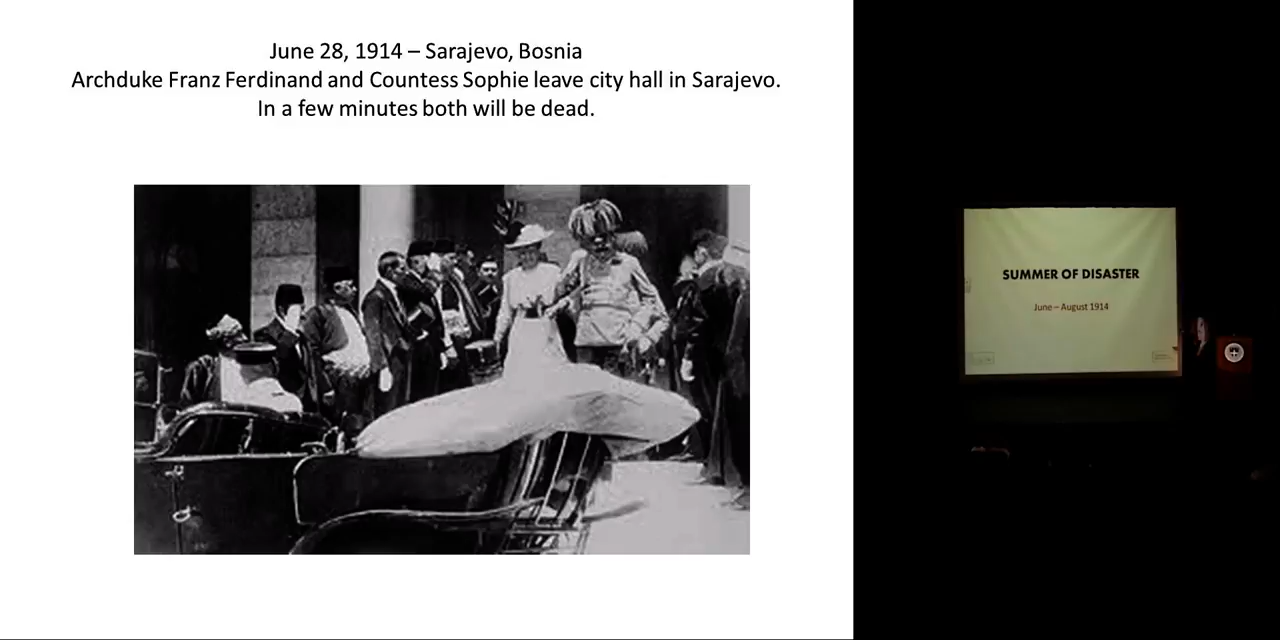 June 28, 1914 – Sarajevo, Bosnia
Archduke Franz Ferdinand and Countess Sophie leave city hall in Sarajevo.
In a few minutes both will be dead.
SUMMER OF DISASTER
June – August 1914